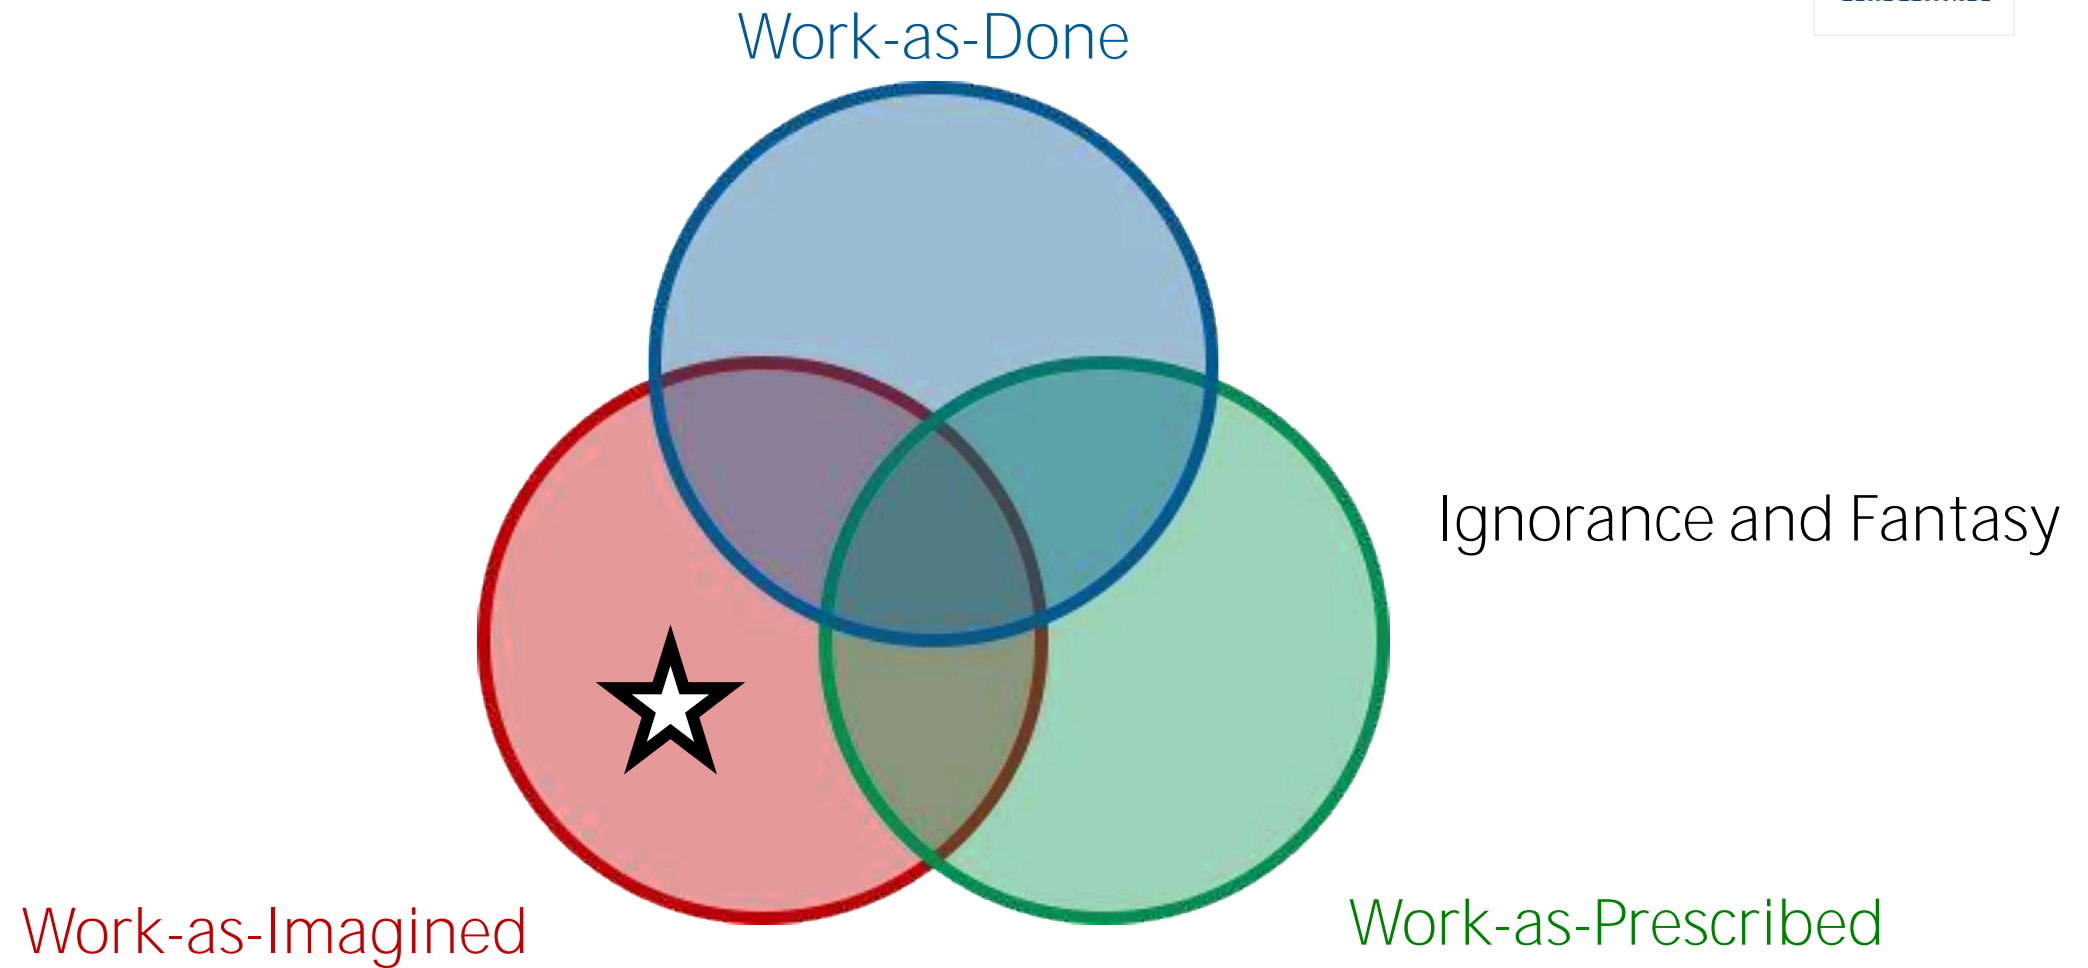 Work-as-Done
Ignorance and Fantasy
Work-as-Imagined
Work-as-Prescribed